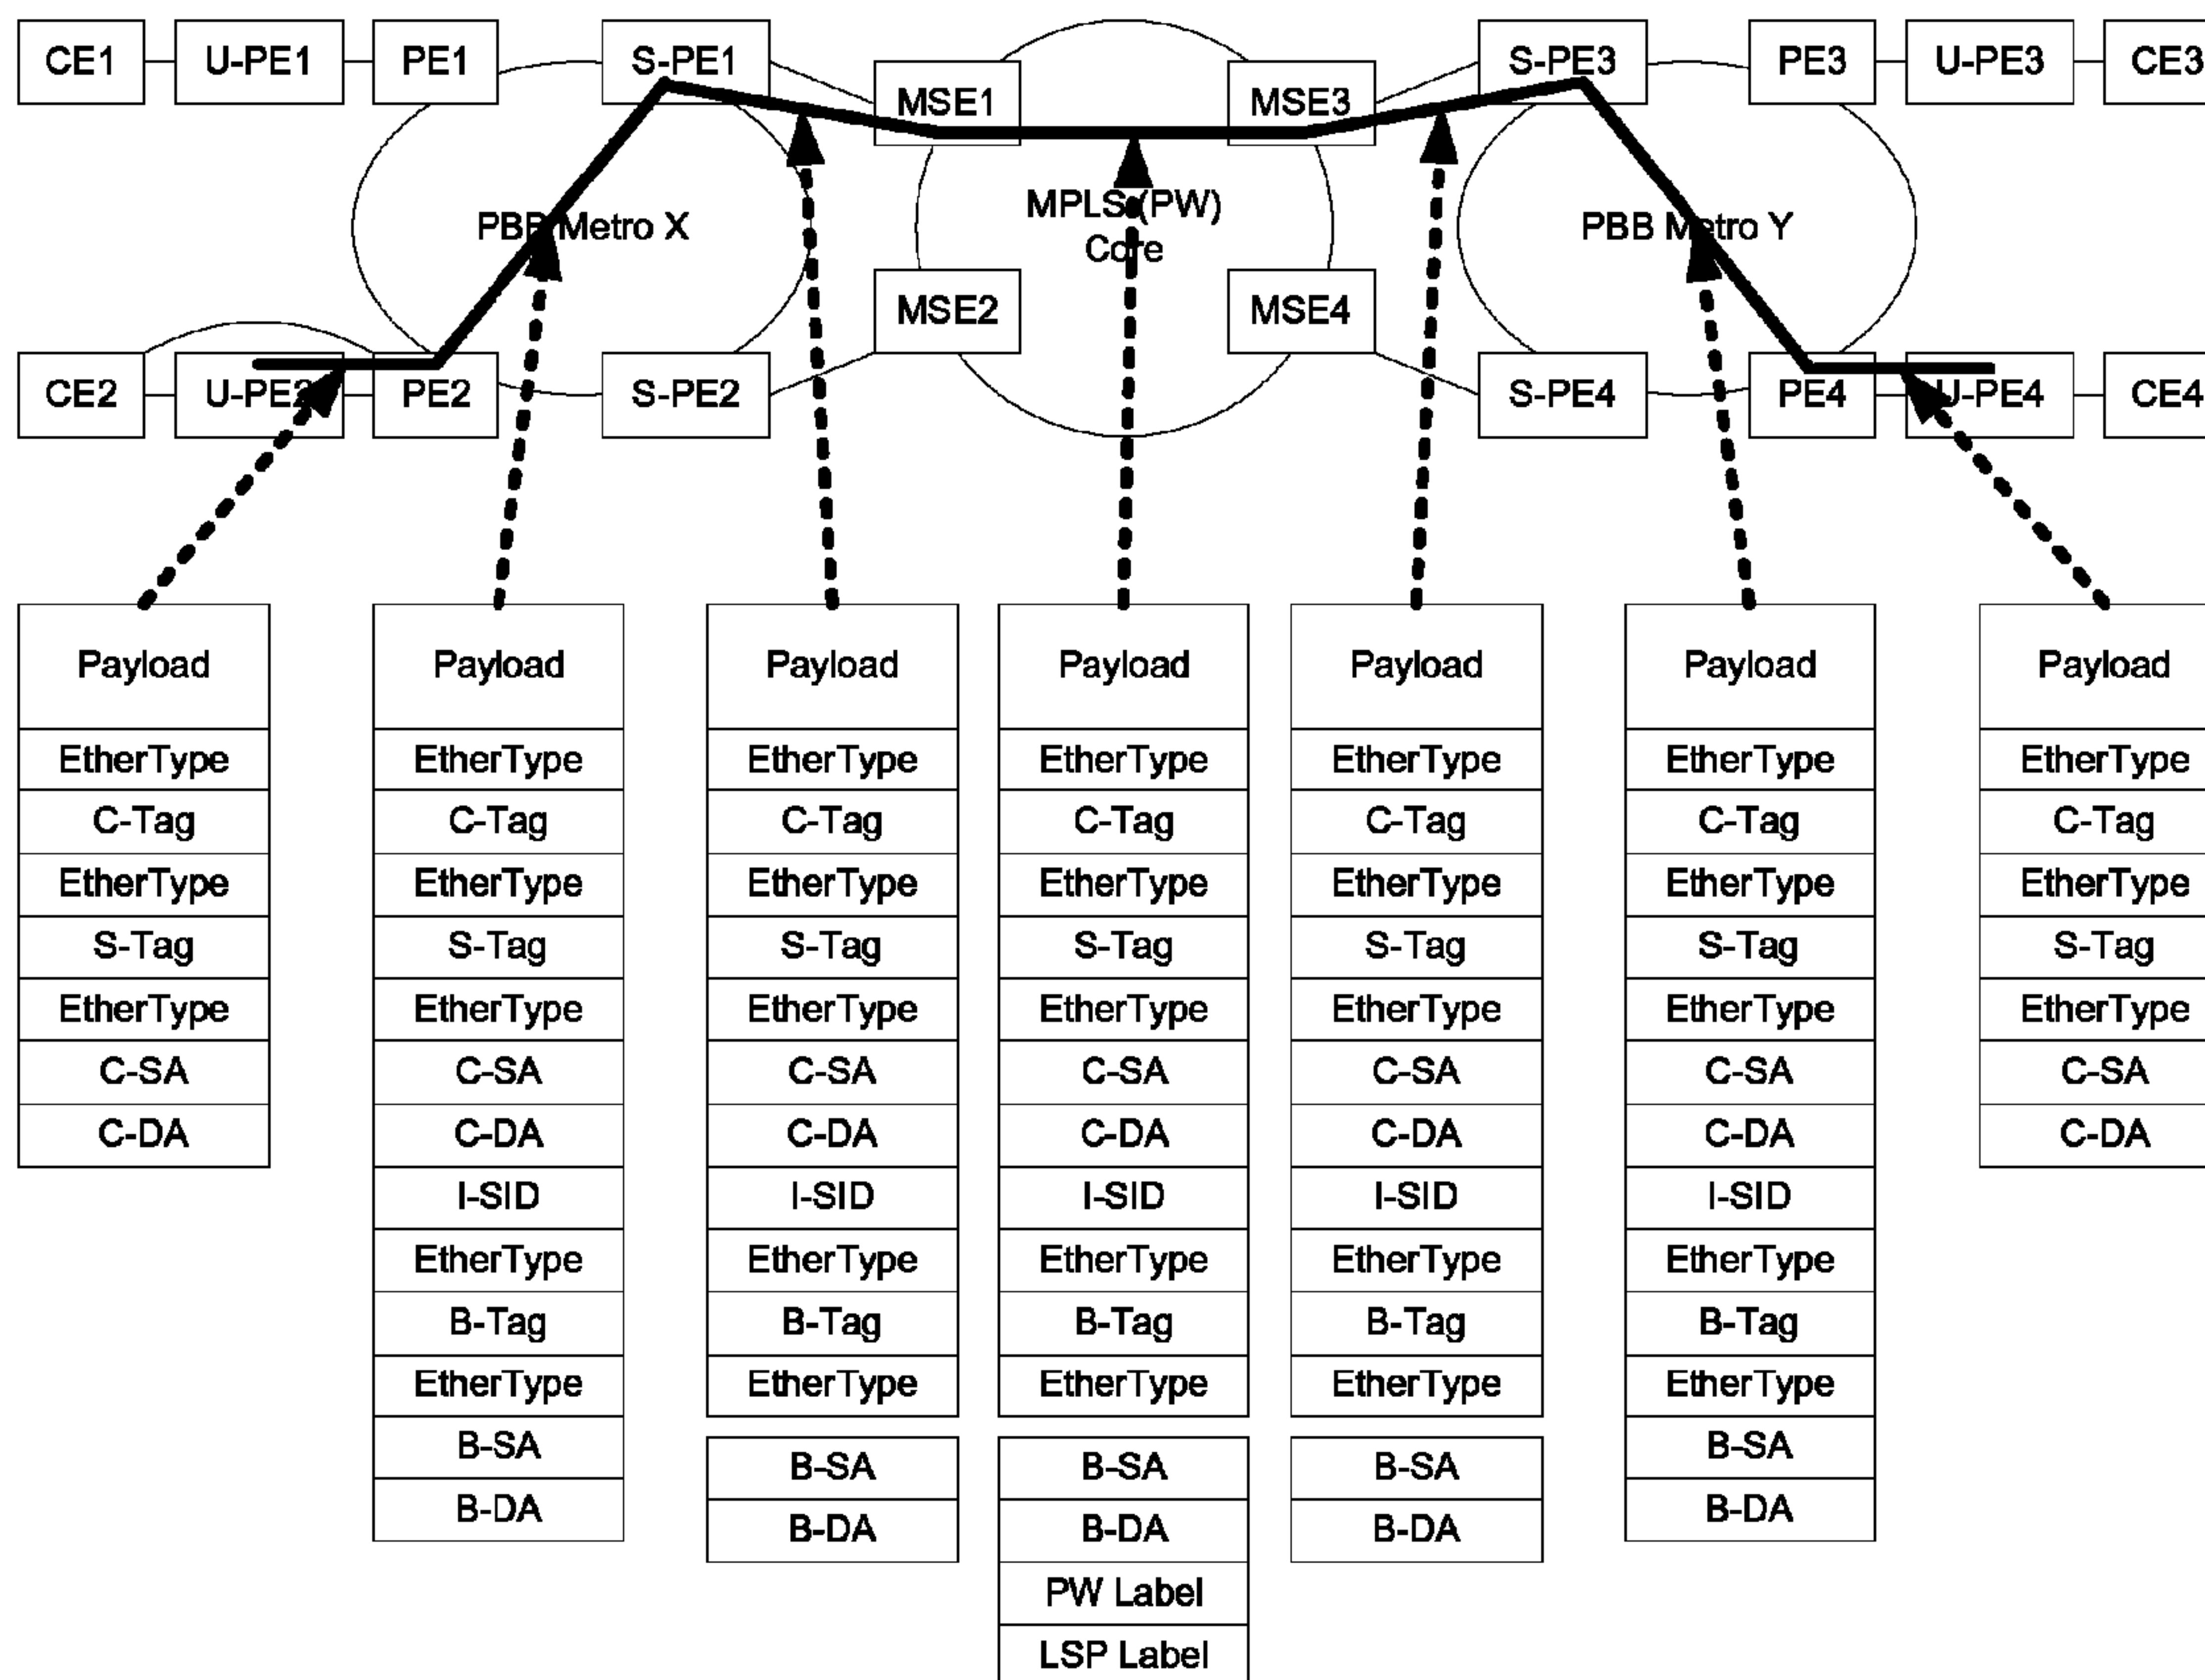 CE1 U-PE1 PE1 S-PE1 S-PE3 PE3 U-PE3 CE3
MSE1 MSE3
PBB Metro X MPLS (PW) PBB Metro Y
Core
MSE2 MSE4
CE2 U-PE2 PE2 S-PE2 S-PE4 PE4 U-PE4 CE4
Payload Payload Payload Payload Payload Payload Payload
EtherType EtherType EtherType EtherType EtherType EtherType EtherType
C-Tag C-Tag C-Tag C-Tag C-Tag C-Tag C-Tag
EtherType EtherType EtherType EtherType EtherType EtherType EtherType
S-Tag S-Tag S-Tag S-Tag S-Tag S-Tag S-Tag
EtherType EtherType EtherType EtherType EtherType EtherType EtherType
C-SA C-SA C-SA C-SA C-SA C-SA C-SA
C-DA C-DA C-DA C-DA C-DA C-DA C-DA
I-SID I-SID I-SID I-SID I-SID
EtherType EtherType EtherType EtherType EtherType
B-Tag B-Tag B-Tag B-Tag B-Tag
EtherType EtherType EtherType EtherType EtherType
B-SA B-SA
B-SA B-SA B-SA
B-DA B-DA
B-DA B-DA B-DA
PW Label
LSP Label